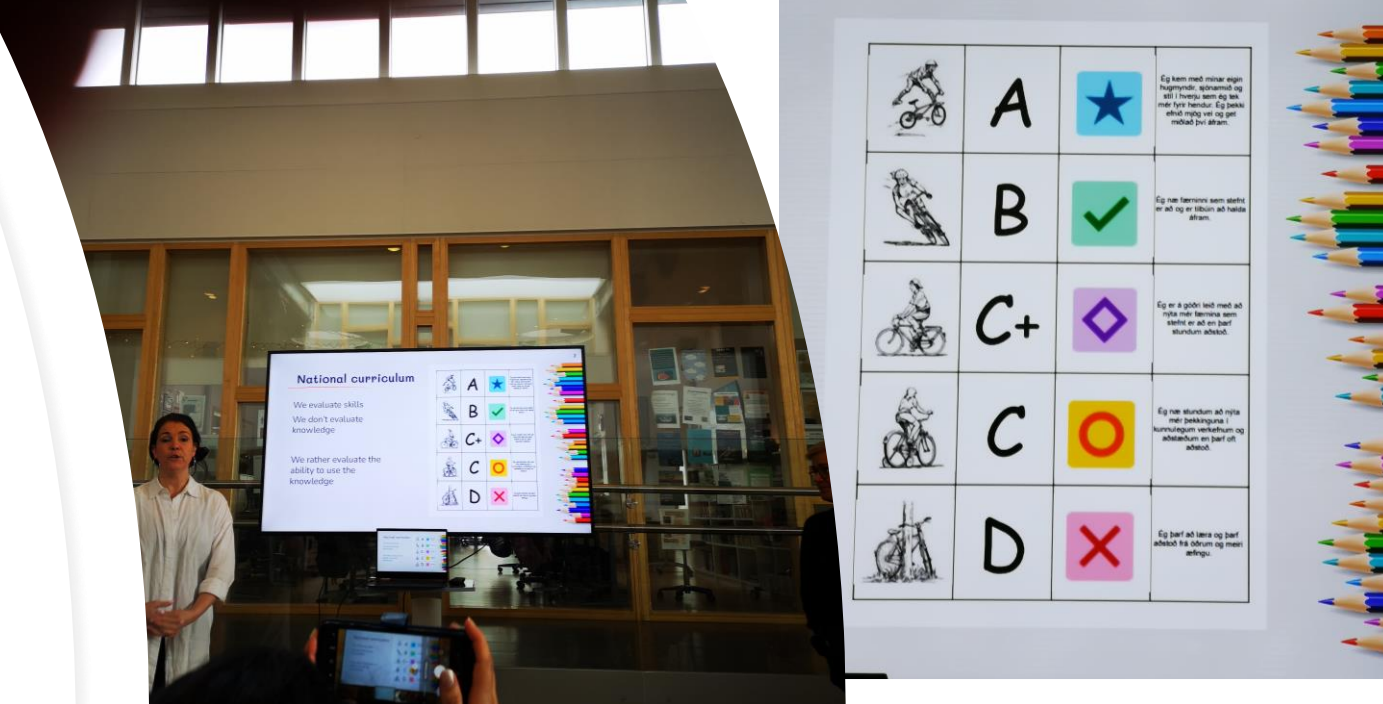 National curriculum
We evaluate skills
We don't evaluate
knowledge
We rather evaluate the
ability to use the
knowledge
A
B
C+
C
D
A
Ég kem með mínar eigin
hugmyndir, sjónarmið og
stíl í hverju sem ég tek
mér fyrir hendur. Ég þekki
efnið mjög vel og get
miðlað því áfram.
B
Ég næ færninni sem stefnt
er að og er tilbúin að halda
áfram.
C+
Ég er á góðri leið með að
nýta mér færnina sem
stefnt er að en þarf
stundum aðstoð.
C
Ég næ stundum að nýta
mér þekkinguna í
kunnulegum verkefnum og
aðstæðum en þarf oft
aðstoð.
D
Ég þarf að læra og þarf
aðstoð frá öðrum og meiri
æfingu.